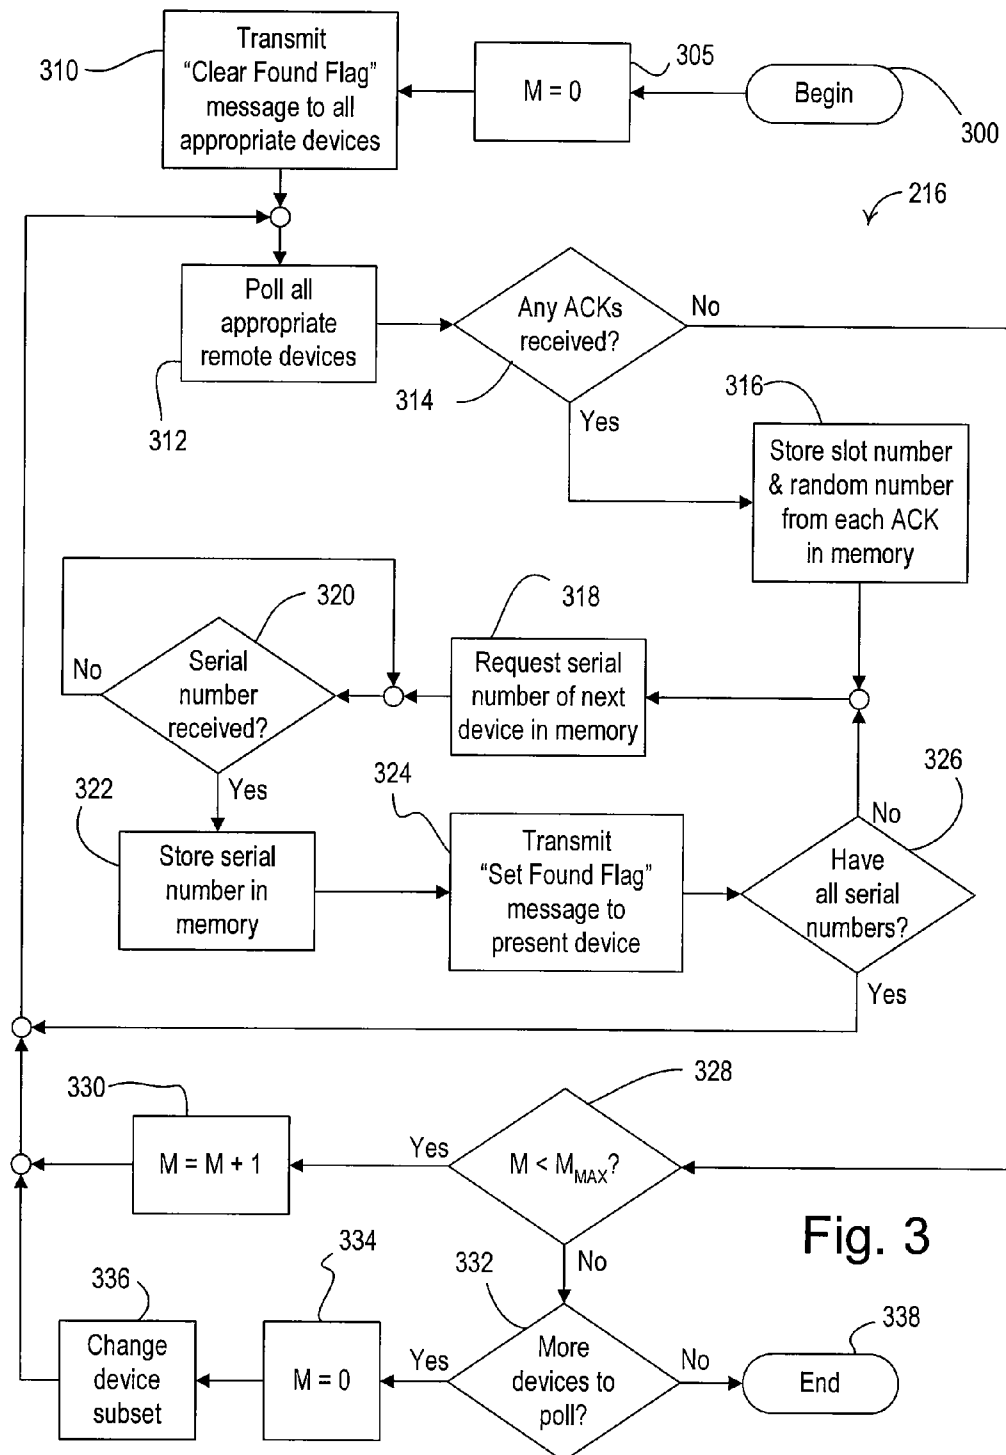 Transmit
“Clear Found Flag”
message to all
appropriate devices
310
M = 0
305
Begin
300
216
Poll all
appropriate
remote devices
312
Any ACKs
received?
314
No
Yes
316
Store slot number
& random number
from each ACK
in memory
320
Serial
number
received?
No
Yes
318
Request serial
number of next
device in memory
322
Store serial
number in
memory
324
Transmit
“Set Found Flag”
message to
present device
326
No
Have
all serial
numbers?
Yes
330
M = M + 1
Yes
328
M < MMAX?
No
Fig. 3
336
Change
device
subset
334
M = 0
Yes
332
More
devices to
poll?
No
338
End